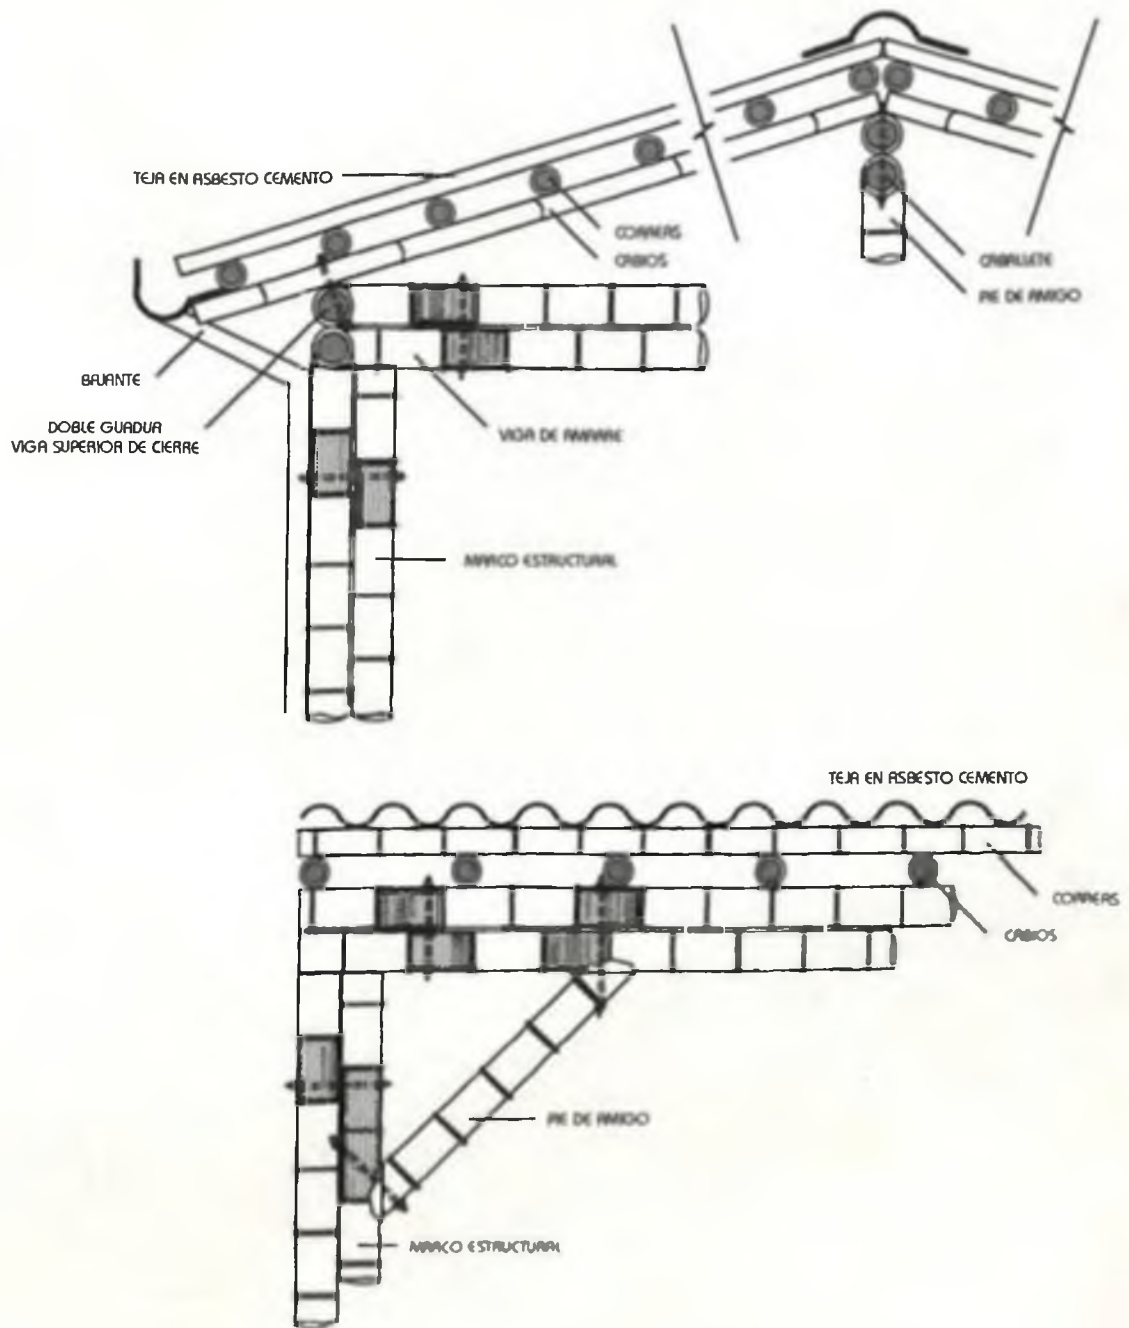 TEJA EN ASBESTO CEMENTO
CORREAS
CABIOS
CABALLETE
PIE DE AMIGO
BAJANTE
DOBLE GUADUA
VIGA SUPERIOR DE CIERRE
VIGA DE AMARRE
MARCO ESTRUCTURAL
TEJA EN ASBESTO CEMENTO
CORREAS
CABIOS
PIE DE AMIGO
MARCO ESTRUCTURAL